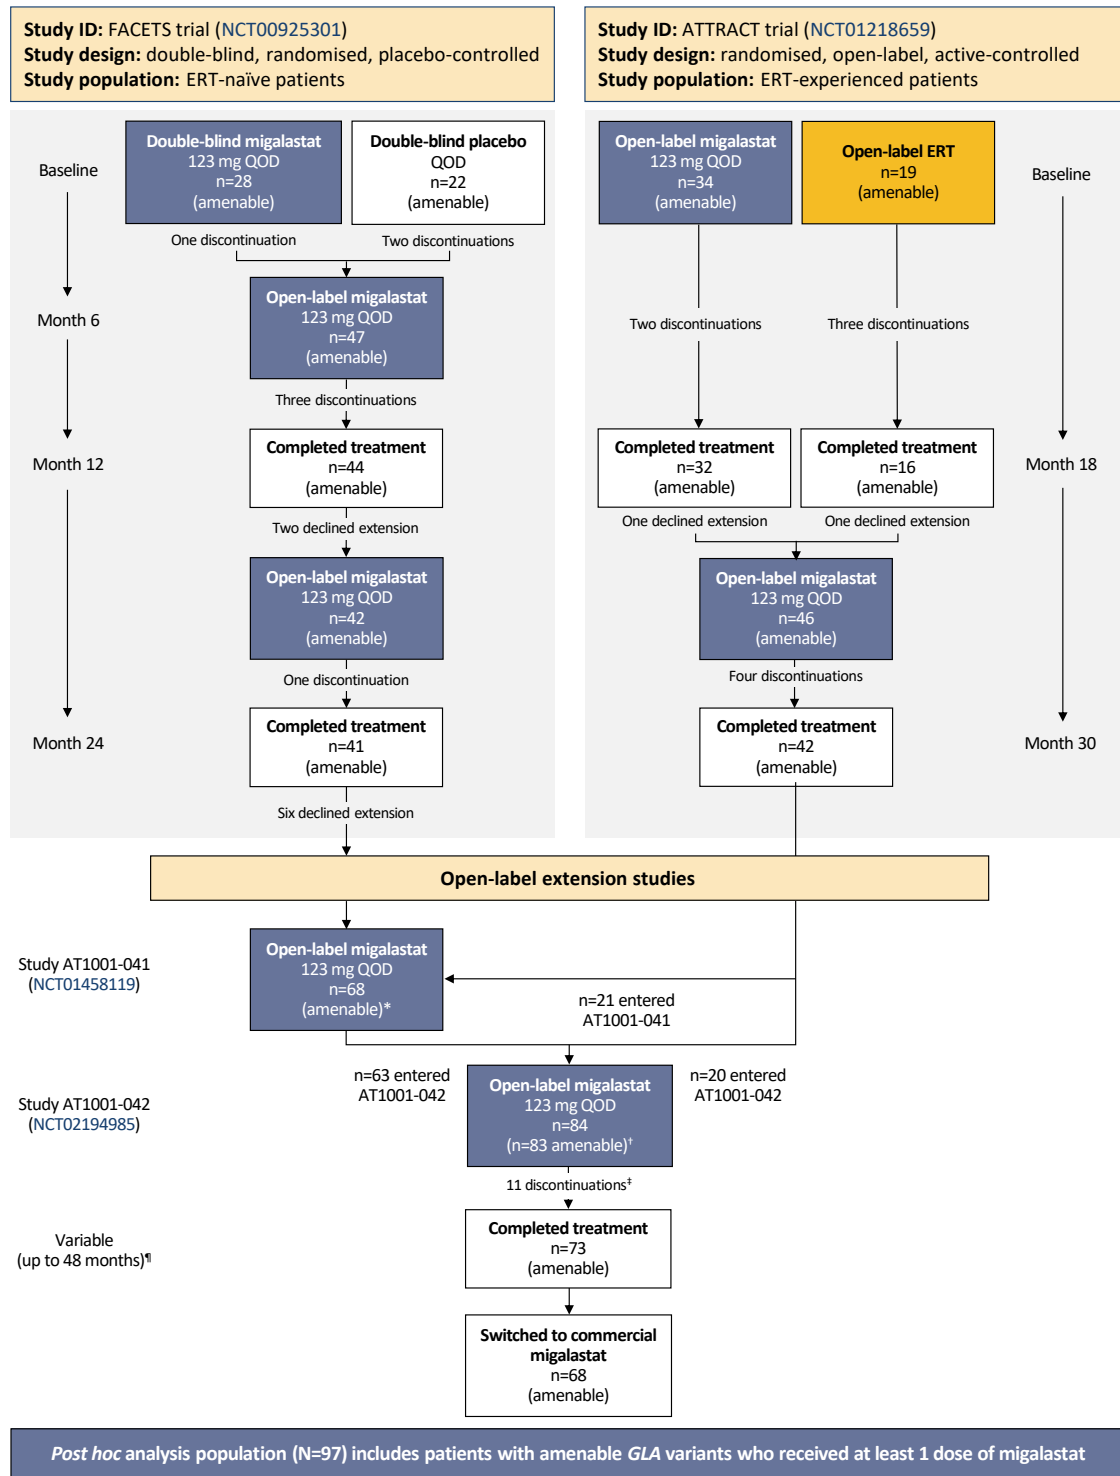 Study ID: FACETS trial (NCT00925301)
Study design: double-blind, randomised, placebo-controlled
Study population: ERT-naïve patients
Study ID: ATTRACT trial (NCT01218659)
Study design: randomised, open-label, active-controlled
Study population: ERT-experienced patients
Baseline
Double-blind migalastat
123 mg QOD
n=28
(amenable)
Double-blind placebo
QOD
n=22
(amenable)
Open-label migalastat
123 mg QOD
n=34
(amenable)
Open-label ERT
n=19
(amenable)
Baseline
One discontinuation
Two discontinuations
Month 6
Open-label migalastat
123 mg QOD
n=47
(amenable)
Two discontinuations
Three discontinuations
Three discontinuations
Month 12
Completed treatment
n=44
(amenable)
Completed treatment
n=32
(amenable)
Completed treatment
n=16
(amenable)
Month 18
Two declined extension
One declined extension
One declined extension
Open-label migalastat
123 mg QOD
n=42
(amenable)
Open-label migalastat
123 mg QOD
n=46
(amenable)
One discontinuation
Four discontinuations
Month 24
Completed treatment
n=41
(amenable)
Completed treatment
n=42
(amenable)
Month 30
Six declined extension
Open-label extension studies
Study AT1001-041
(NCT01458119)
Open-label migalastat
123 mg QOD
n=68
(amenable)*
n=21 entered
AT1001-041
Study AT1001-042
(NCT02194985)
n=63 entered
AT1001-042
Open-label migalastat
123 mg QOD
n=84
(n=83 amenable)†
n=20 entered
AT1001-042
11 discontinuations‡
Variable
(up to 48 months)¶
Completed treatment
n=73
(amenable)
Switched to commercial
migalastat
n=68
(amenable)
Post hoc analysis population (N=97) includes patients with amenable GLA variants who received at least 1 dose of migalastat